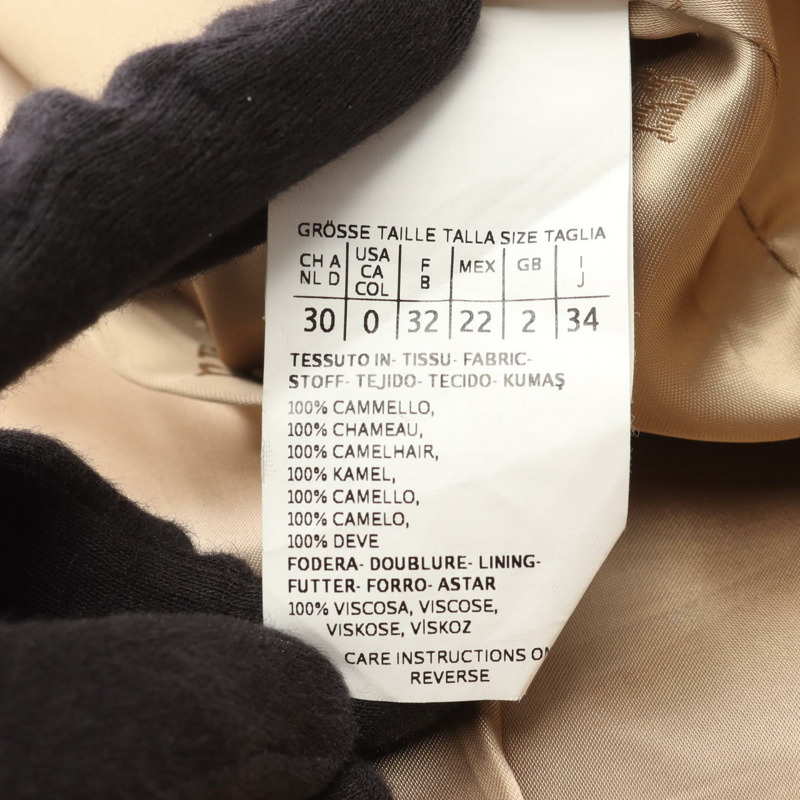 GRÖSSE TAILLE TALLA SIZE TAGLIA
CH A NL D USA CA COL F B MEX GB I J
30 0 32 22 2 34
TESSUTO IN- TISSU- FABRIC-
STOFF- TEJIDO- TECIDO- KUMAŞ
100% CAMMELLO,
100% CHAMEAU,
100% CAMELHAIR,
100% KAMEL,
100% CAMELLO,
100% CAMELO,
100% DEVE
FODERA- DOUBLURE- LINING-
FUTTER- FORRO- ASTAR
100% VISCOSA, VISCOSE,
VISKOSE, VİSKOZ
CARE INSTRUCTIONS ON
REVERSE